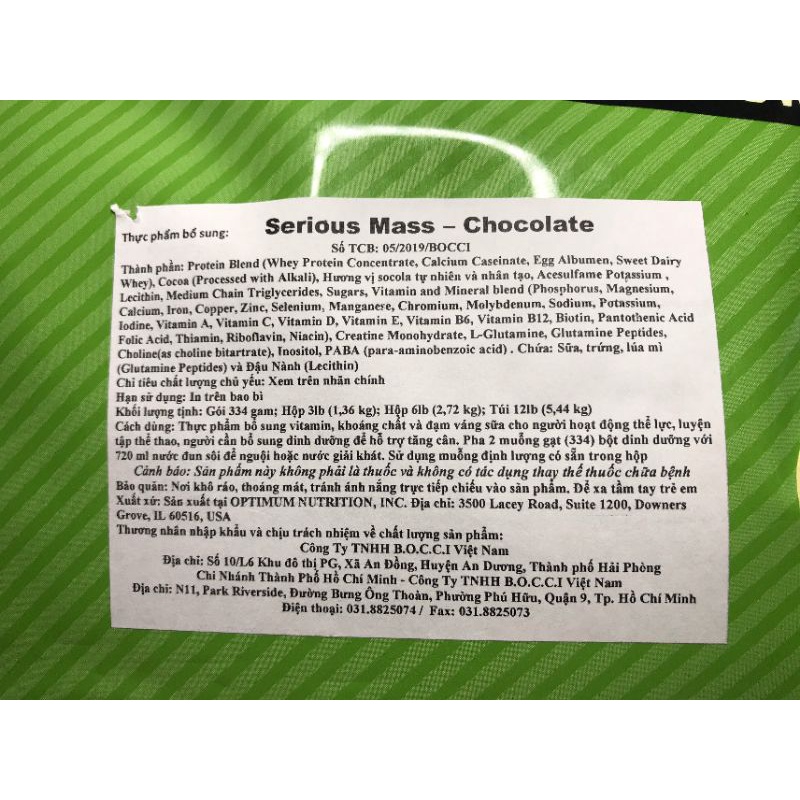 Thực phẩm bổ sung: Serious Mass – Chocolate
Số TCB: 05/2019/BOCCI
Thành phần: Protein Blend (Whey Protein Concentrate, Calcium Caseinate, Egg Albumen, Sweet Dairy
Whey), Cocoa (Processed with Alkali), Hương vị socola tự nhiên và nhân tạo, Acesulfame Potassium ,
Lecithin, Medium Chain Triglycerides, Sugars, Vitamin and Mineral blend (Phosphorus, Magnesium,
Calcium, Iron, Copper, Zinc, Selenium, Manganere, Chromium, Molybdenum, Sodium, Potassium,
Iodine, Vitamin A, Vitamin C, Vitamin D, Vitamin E, Vitamin B6, Vitamin B12, Biotin, Pantothenic Acid
Folic Acid, Thiamin, Riboflavin, Niacin), Creatine Monohydrate, L-Glutamine, Glutamine Peptides,
Choline(as choline bitartrate), Inositol, PABA (para-aminobenzoic acid) . Chứa: Sữa, trứng, lúa mì
(Glutamine Peptides) và Đậu Nành (Lecithin)
Chỉ tiêu chất lượng chủ yếu: Xem trên nhãn chính
Hạn sử dụng: In trên bao bì
Khối lượng tịnh: Gói 334 gam; Hộp 3lb (1,36 kg); Hộp 6lb (2,72 kg); Túi 12lb (5,44 kg)
Cách dùng: Thực phẩm bổ sung vitamin, khoáng chất và đạm váng sữa cho người hoạt động thể lực, luyện
tập thể thao, người cần bổ sung dinh dưỡng để hỗ trợ tăng cân. Pha 2 muỗng gạt (334) bột dinh dưỡng với
720 ml nước đun sôi để nguội hoặc nước giải khát. Sử dụng muỗng định lượng có sẵn trong hộp
Cảnh báo: Sản phẩm này không phải là thuốc và không có tác dụng thay thế thuốc chữa bệnh
Bảo quản: Nơi khô ráo, thoáng mát, tránh ánh nắng trực tiếp chiếu vào sản phẩm. Để xa tầm tay trẻ em
Xuất xứ: Sản xuất tại OPTIMUM NUTRITION, INC. Địa chỉ: 3500 Lacey Road, Suite 1200, Downers
Grove, IL 60516, USA
Thương nhân nhập khẩu và chịu trách nhiệm về chất lượng sản phẩm:
Công Ty TNHH B.O.C.C.I Việt Nam
Địa chỉ: Số 10/L6 Khu đô thị PG, Xã An Đồng, Huyện An Dương, Thành phố Hải Phòng
Chi Nhánh Thành Phố Hồ Chí Minh - Công Ty TNHH B.O.C.C.I Việt Nam
Địa chỉ: N11, Park Riverside, Đường Bưng Ông Thoàn, Phường Phú Hữu, Quận 9, Tp. Hồ Chí Minh
Điện thoại: 031.8825074 / Fax: 031.8825073